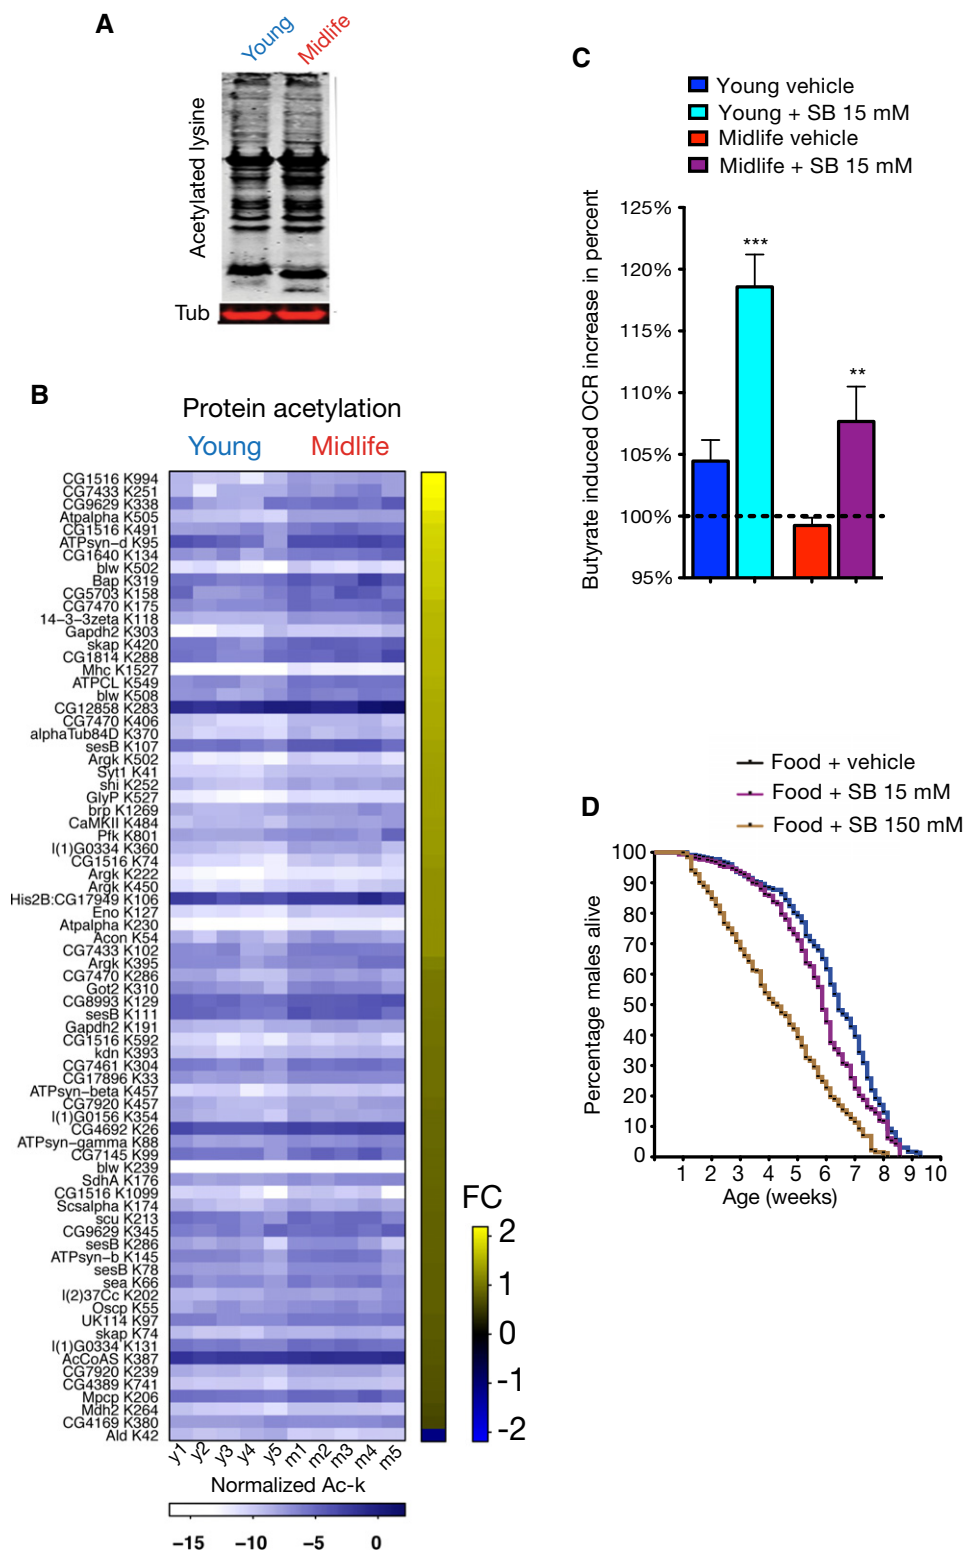 A
Young
Midlife
Acetylated lysine
Tub
B
Protein acetylation
Young
Midlife
CG1516 K994
CG7433 K251
CG9629 K338
Atpalpha K505
CG1516 K491
ATPsyn−d K95
CG1640 K134
blw K502
Bap K319
CG5703 K158
CG7470 K175
14−3−3zeta K118
Gapdh2 K303
skap K420
CG1814 K288
Mhc K1527
ATPCL K549
blw K508
CG12858 K283
CG7470 K406
alphaTub84D K370
sesB K107
Argk K502
Syt1 K41
shi K252
GlyP K527
brp K1269
CaMKII K484
Pfk K801
l(1)G0334 K360
CG1516 K74
Argk K222
Argk K450
His2B:CG17949 K106
Eno K127
Atpalpha K230
Acon K54
CG7433 K102
Argk K395
CG7470 K286
Got2 K310
CG8993 K129
sesB K111
Gapdh2 K191
CG1516 K592
kdn K393
CG7461 K304
CG17896 K33
ATPsyn−beta K457
CG7920 K457
l(1)G0156 K354
CG4692 K26
ATPsyn−gamma K88
CG7145 K99
blw K239
SdhA K176
CG1516 K1099
Scsalpha K174
scu K213
CG9629 K345
sesB K286
ATPsyn−b K145
sesB K78
sea K66
l(2)37Cc K202
Oscp K55
UK114 K97
skap K74
l(1)G0334 K131
AcCoAS K387
CG7920 K239
CG4389 K741
Mpcp K206
Mdh2 K264
CG4169 K380
Ald K42
y1 y2 y3 y4 y5 m1 m2 m3 m4 m5
Normalized Ac-k
−15 −10 −5 0
FC
2
1
0
-1
-2
C
Young vehicle
Young + SB 15 mM
Midlife vehicle
Midlife + SB 15 mM
Butyrate induced OCR increase in percent
125%
120%
115%
110%
105%
100%
95%
***
**
D
Food + vehicle
Food + SB 15 mM
Food + SB 150 mM
Percentage males alive
100
90
80
70
60
50
40
30
20
10
0
1 2 3 4 5 6 7 8 9 10
Age (weeks)